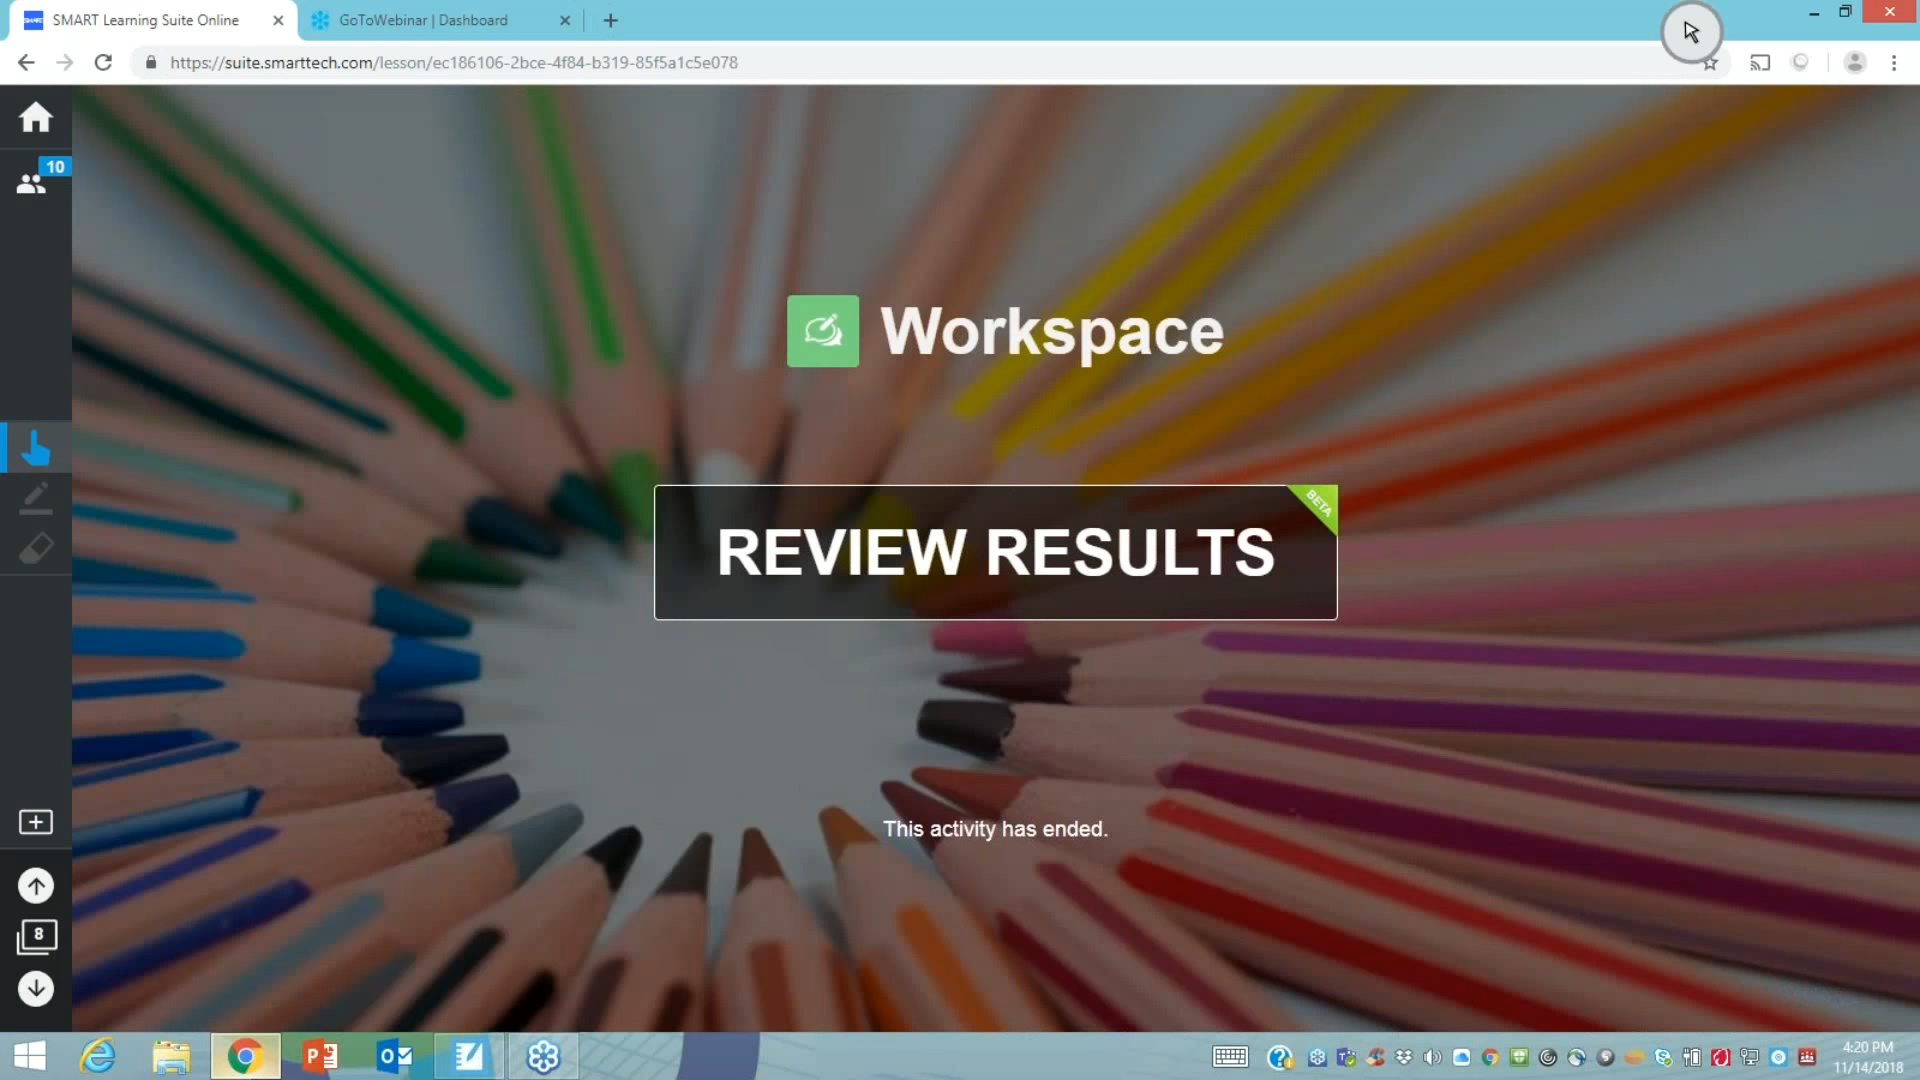 SMART Learning Suite Online
GoToWebinar | Dashboard
https://suite.smarttech.com/lesson/ec186106-2bce-4f84-b319-85f5a1c5e078
10
Workspace
BETA
REVIEW RESULTS
This activity has ended.
8
4:20 PM
11/14/2018